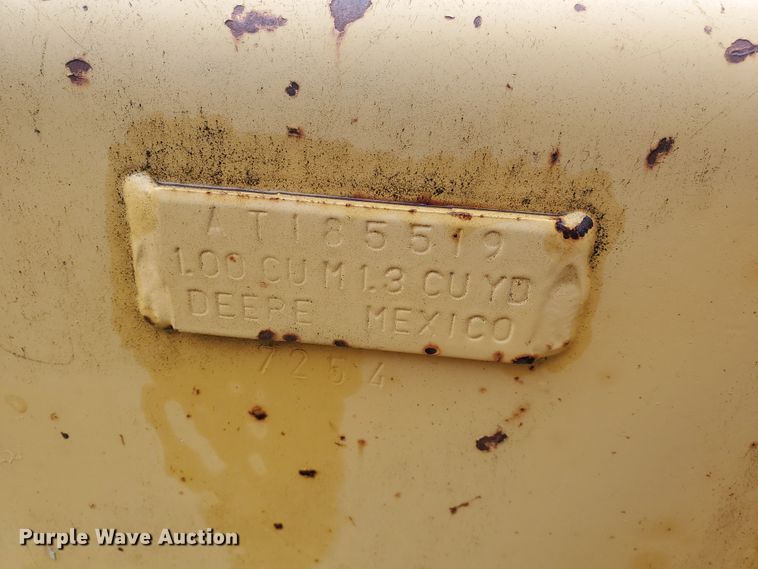 AT185519
1.00 CU M 1.3 CU YD
DEERE MEXICO
7254
Purple Wave Auction